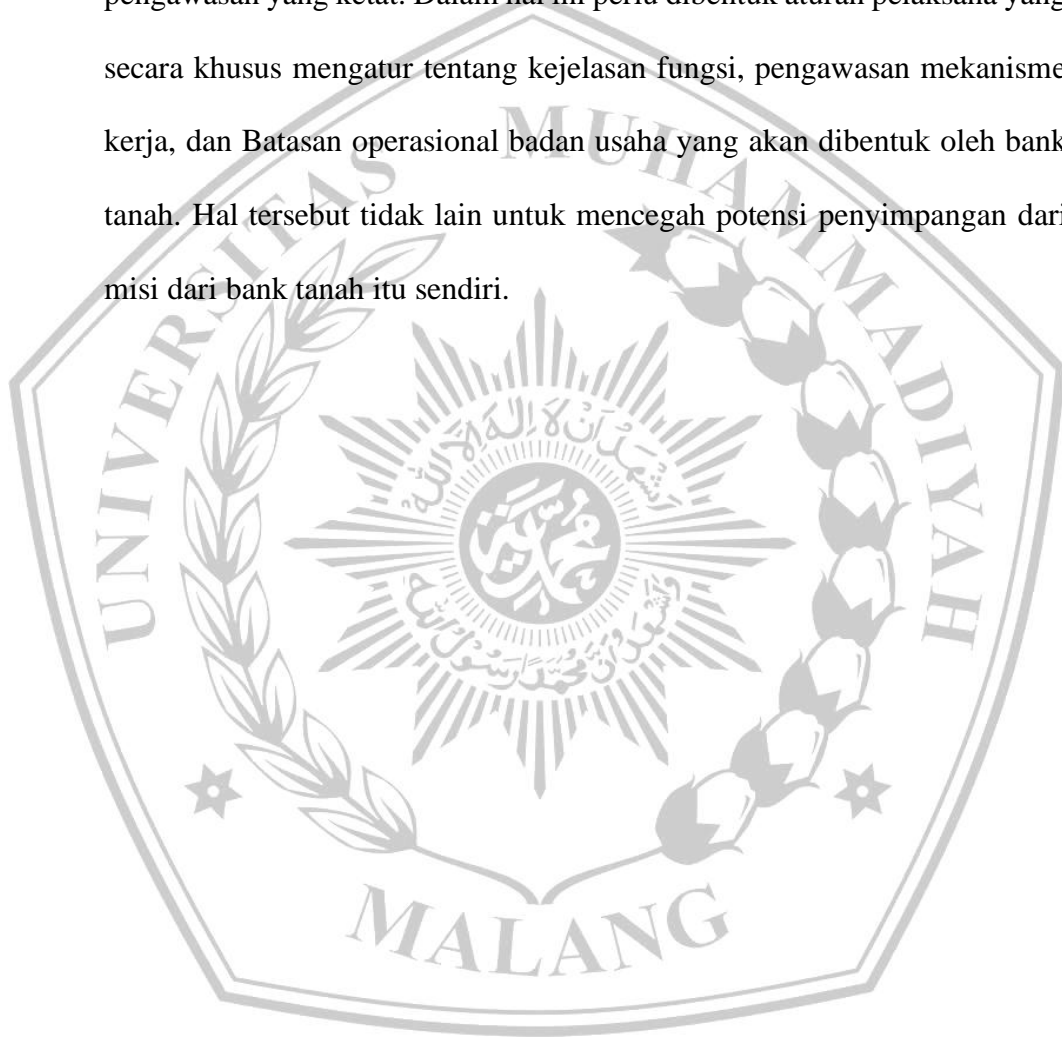 pengawasan yang ketat. Dalam hal ini perlu dibentuk aturan pelaksana yang
secara khusus mengatur tentang kejelasan fungsi, pengawasan mekanisme
kerja, dan Batasan operasional badan usaha yang akan dibentuk oleh bank
tanah. Hal tersebut tidak lain untuk mencegah potensi penyimpangan dari
misi dari bank tanah itu sendiri.
UNIVERSITAS MUHAMMADIYAH
MALANG